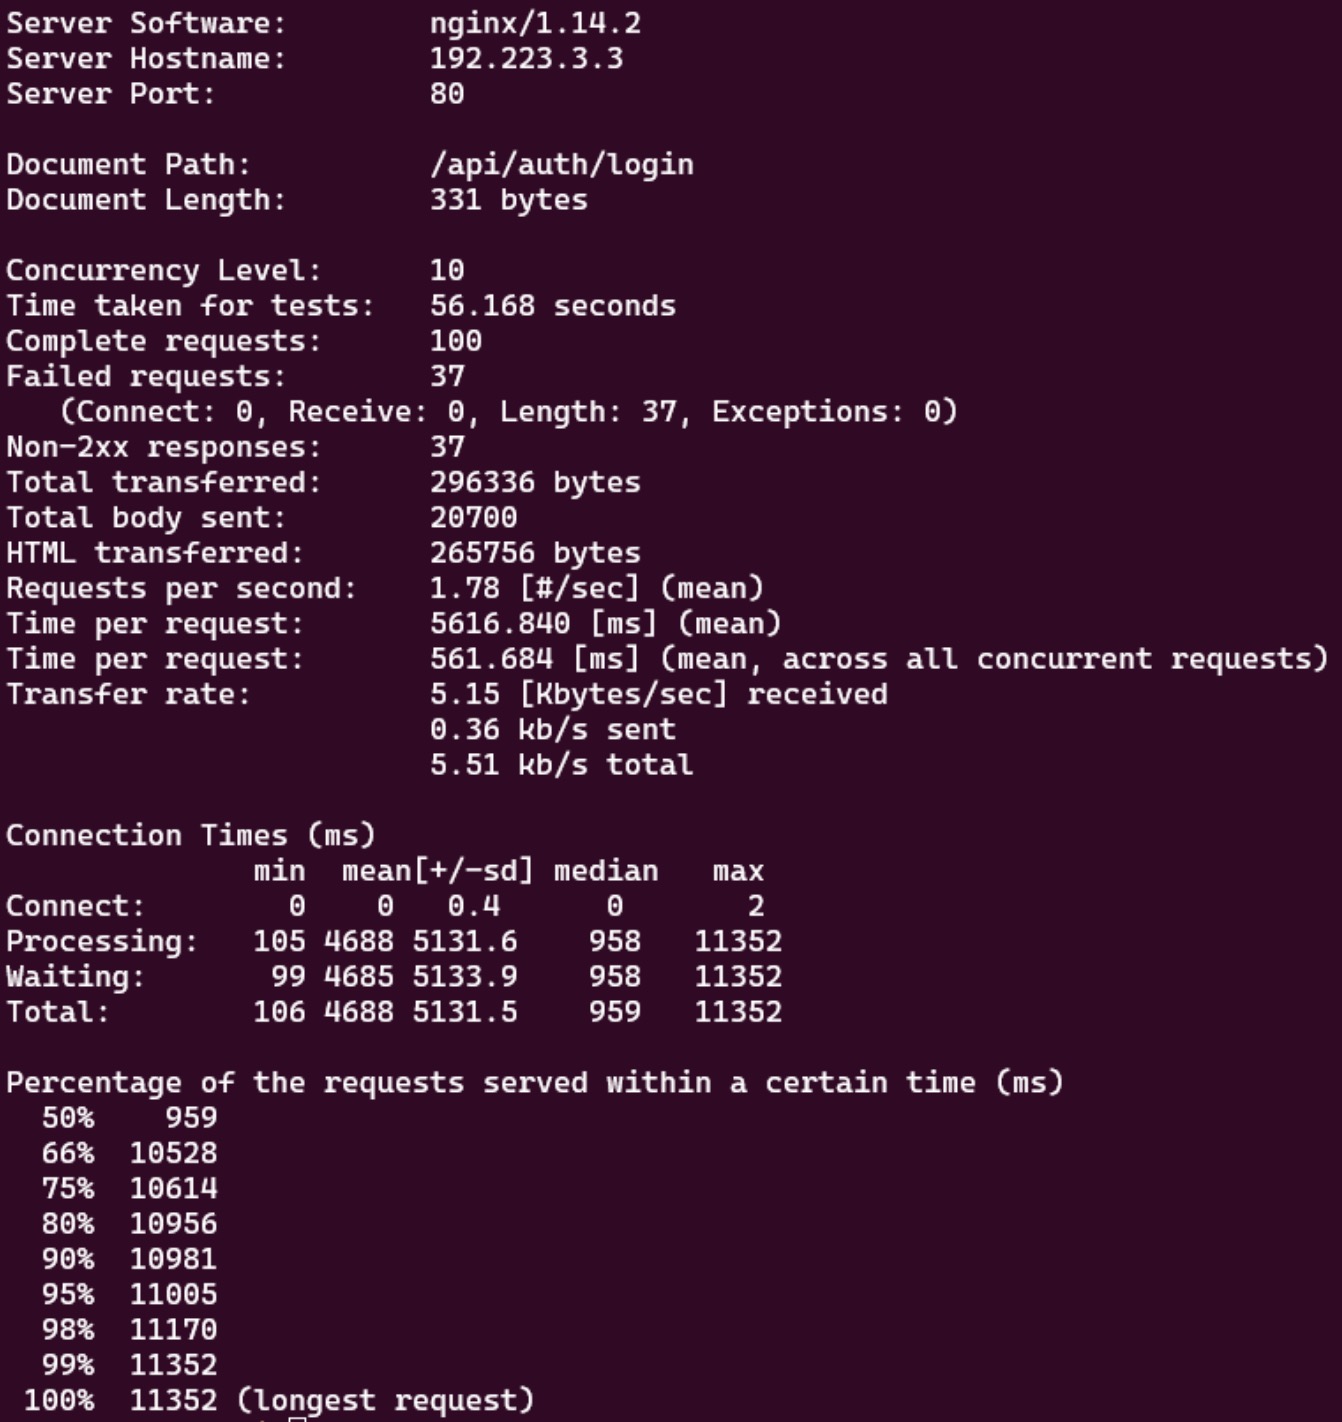 Server Software:        nginx/1.14.2
Server Hostname:        192.223.3.3
Server Port:            80

Document Path:          /api/auth/login
Document Length:        331 bytes

Concurrency Level:      10
Time taken for tests:   56.168 seconds
Complete requests:      100
Failed requests:        37
   (Connect: 0, Receive: 0, Length: 37, Exceptions: 0)
Non-2xx responses:      37
Total transferred:      296336 bytes
Total body sent:        20700
HTML transferred:       265756 bytes
Requests per second:    1.78 [#/sec] (mean)
Time per request:       5616.840 [ms] (mean)
Time per request:       561.684 [ms] (mean, across all concurrent requests)
Transfer rate:          5.15 [Kbytes/sec] received
                        0.36 kb/s sent
                        5.51 kb/s total

Connection Times (ms)
              min  mean[+/-sd] median   max
Connect:        0    0   0.4      0       2
Processing:   105 4688 5131.6    958   11352
Waiting:       99 4685 5133.9    958   11352
Total:        106 4688 5131.5    959   11352

Percentage of the requests served within a certain time (ms)
  50%    959
  66%  10528
  75%  10614
  80%  10956
  90%  10981
  95%  11005
  98%  11170
  99%  11352
 100%  11352 (longest request)